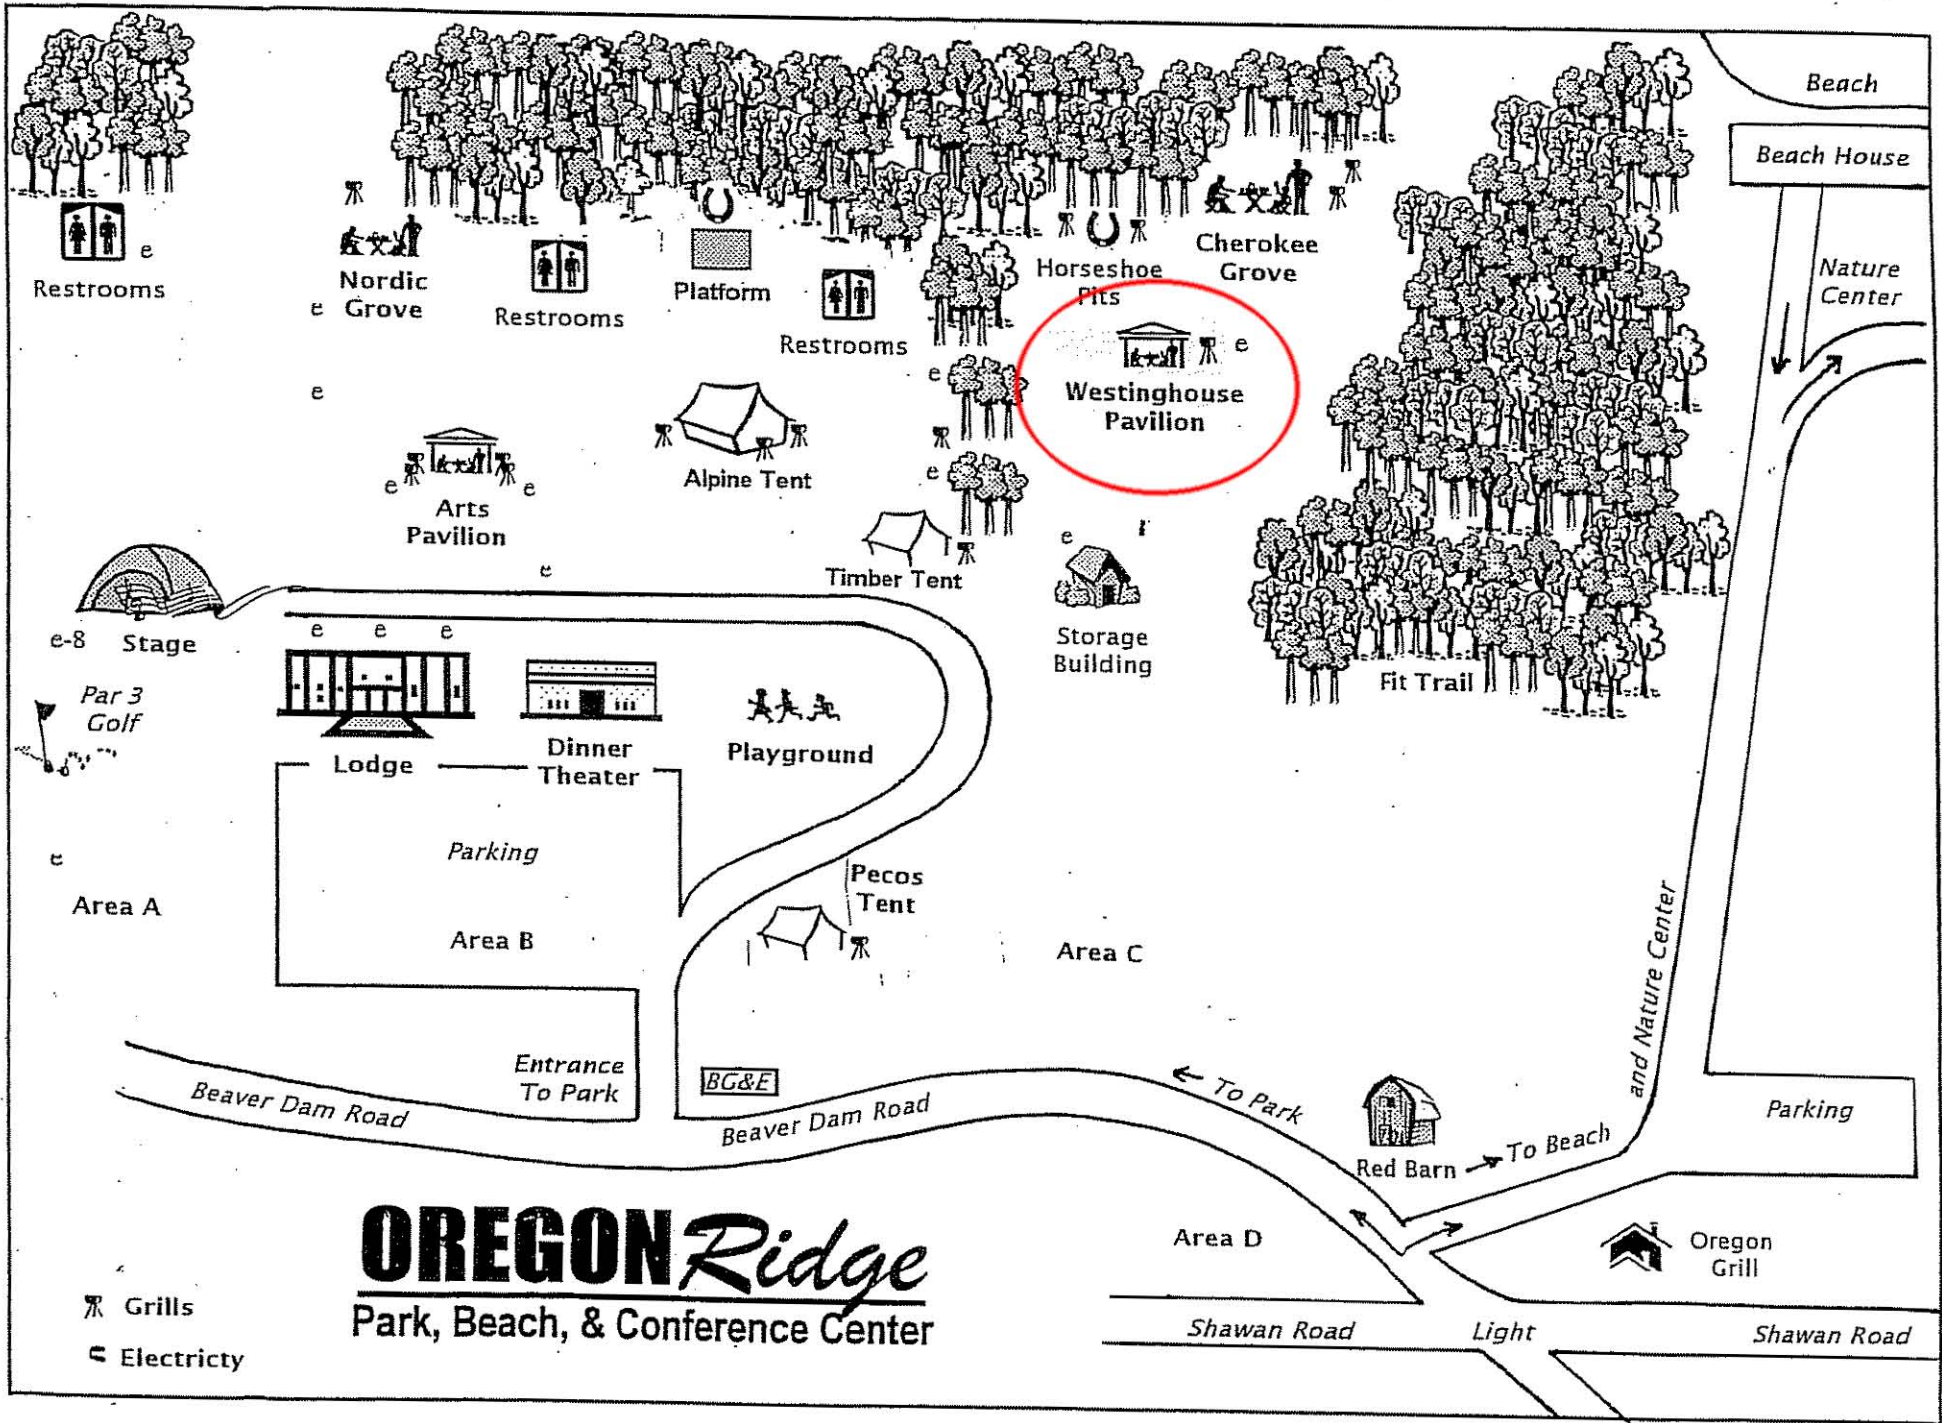 Beach
Beach House
Nature
Center
Restrooms
e
Nordic
Grove
e
Restrooms
Platform
Restrooms
Horseshoe
Pits
Cherokee
Grove
e
Westinghouse
Pavilion
e
e
e
e
Arts
Pavilion
e
Alpine Tent
e
Timber Tent
e
Storage
Building
Fit Trail
e
e-8
Stage
e
e
e
Par 3
Golf
Lodge
Dinner
Theater
Playground
Parking
e
Area A
Area B
Pecos
Tent
Area C
and Nature Center
Entrance
To Park
BG&E
Beaver Dam Road
Beaver Dam Road
To Park
Red Barn
To Beach
Parking
Area D
Oregon
Grill
OREGON Ridge
Park, Beach, & Conference Center
Grills
e Electricty
Shawan Road
Light
Shawan Road